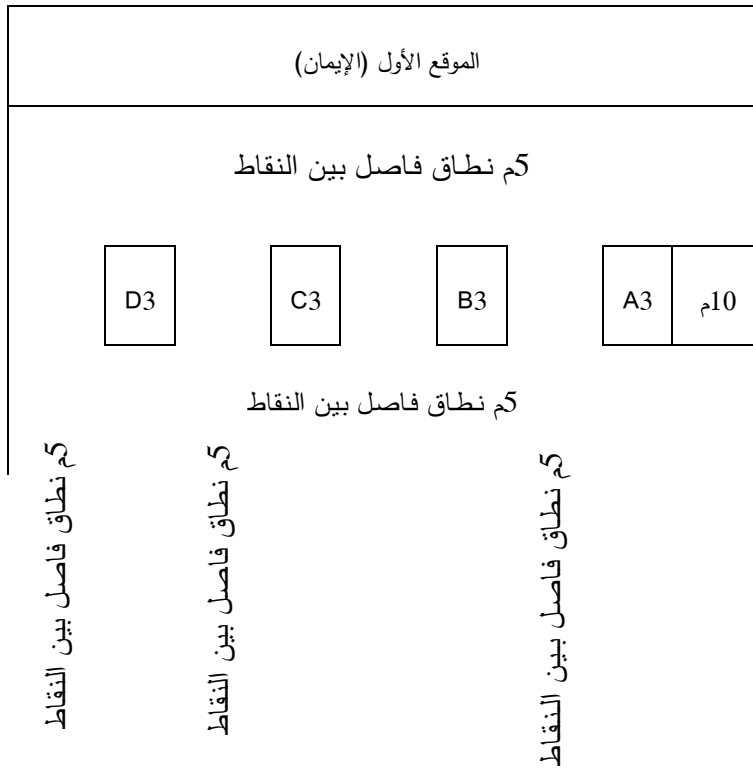 الموقع الأول (الإيمان)
5م نطاق فاصل بين النقاط
10م
A3
B3
C3
D3
5م نطاق فاصل بين النقاط
5م نطاق فاصل بين النقاط
5م نطاق فاصل بين النقاط
5م نطاق فاصل بين النقاط